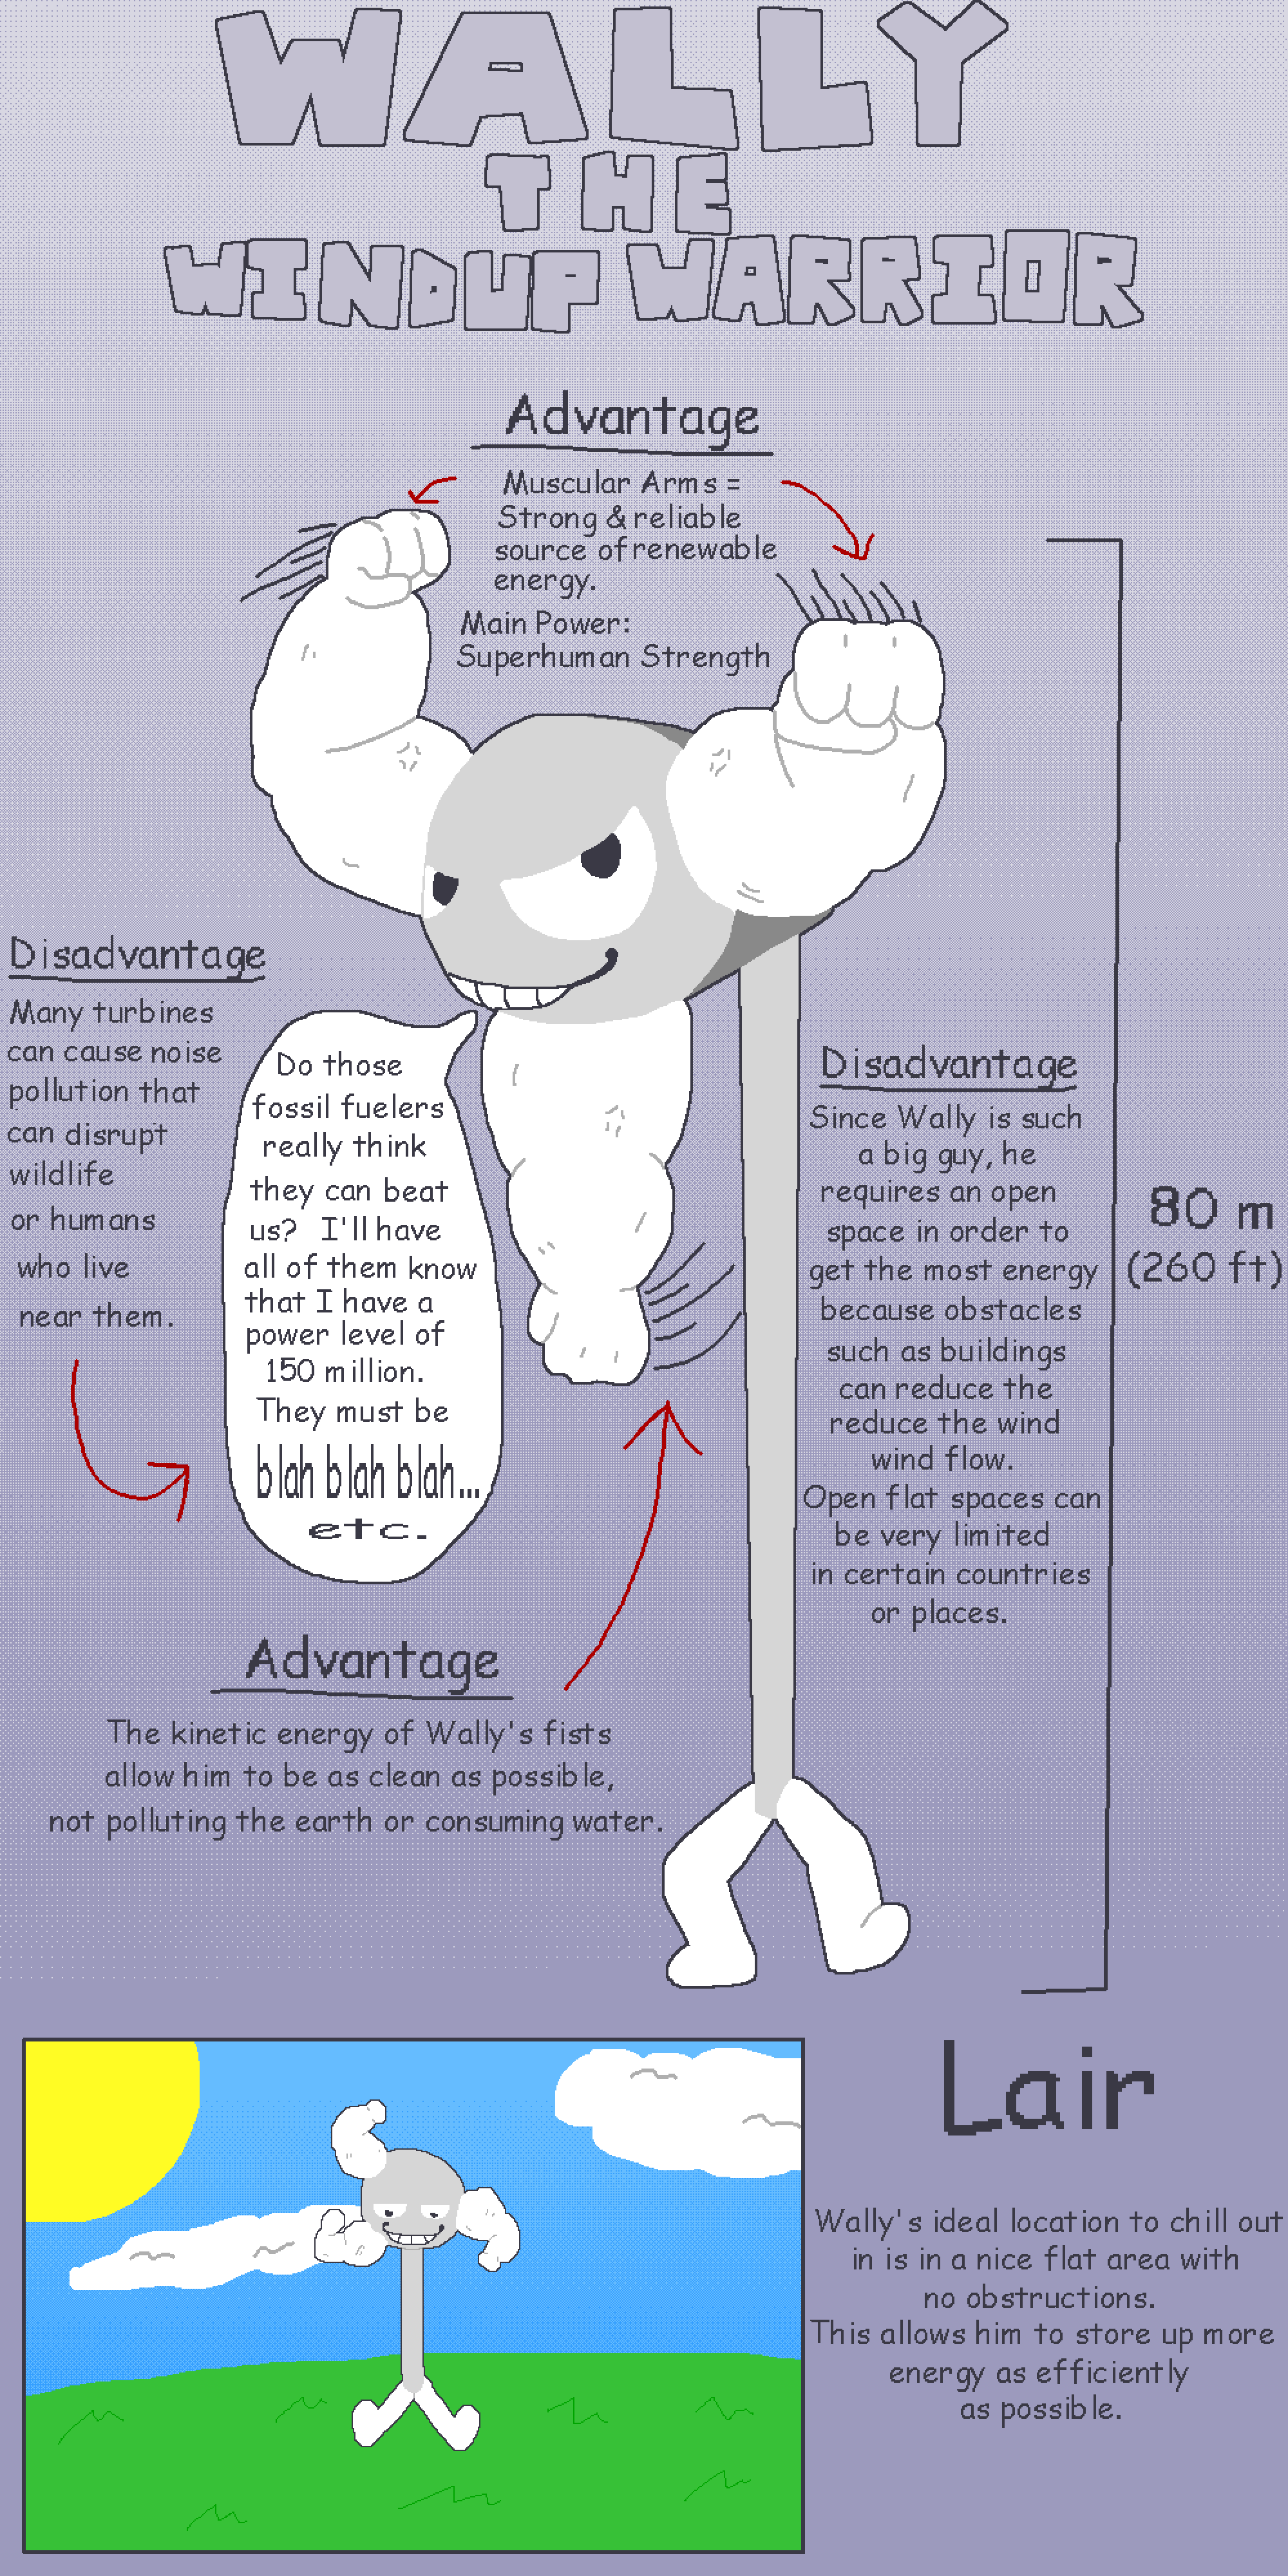 WALLY
THE
WINDUP WARRIOR
Advantage
Muscular Arms =
Strong & reliable
source of renewable
energy.
Main Power:
Superhuman Strength
Disadvantage
Many turbines
can cause noise
pollution that
can disrupt
wildlife
or humans
who live
near them.
Do those
fossil fuelers
really think
they can beat
us? I'll have
all of them know
that I have a
power level of
150 million.
They must be
blah blah blah...
etc.
Disadvantage
Since Wally is such
a big guy, he
requires an open
space in order to
get the most energy
because obstacles
such as buildings
can reduce the
reduce the wind
wind flow.
Open flat spaces can
be very limited
in certain countries
or places.
80 m
(260 ft)
Advantage
The kinetic energy of Wally's fists
allow him to be as clean as possible,
not polluting the earth or consuming water.
Lair
Wally's ideal location to chill out
in is in a nice flat area with
no obstructions.
This allows him to store up more
energy as efficiently
as possible.